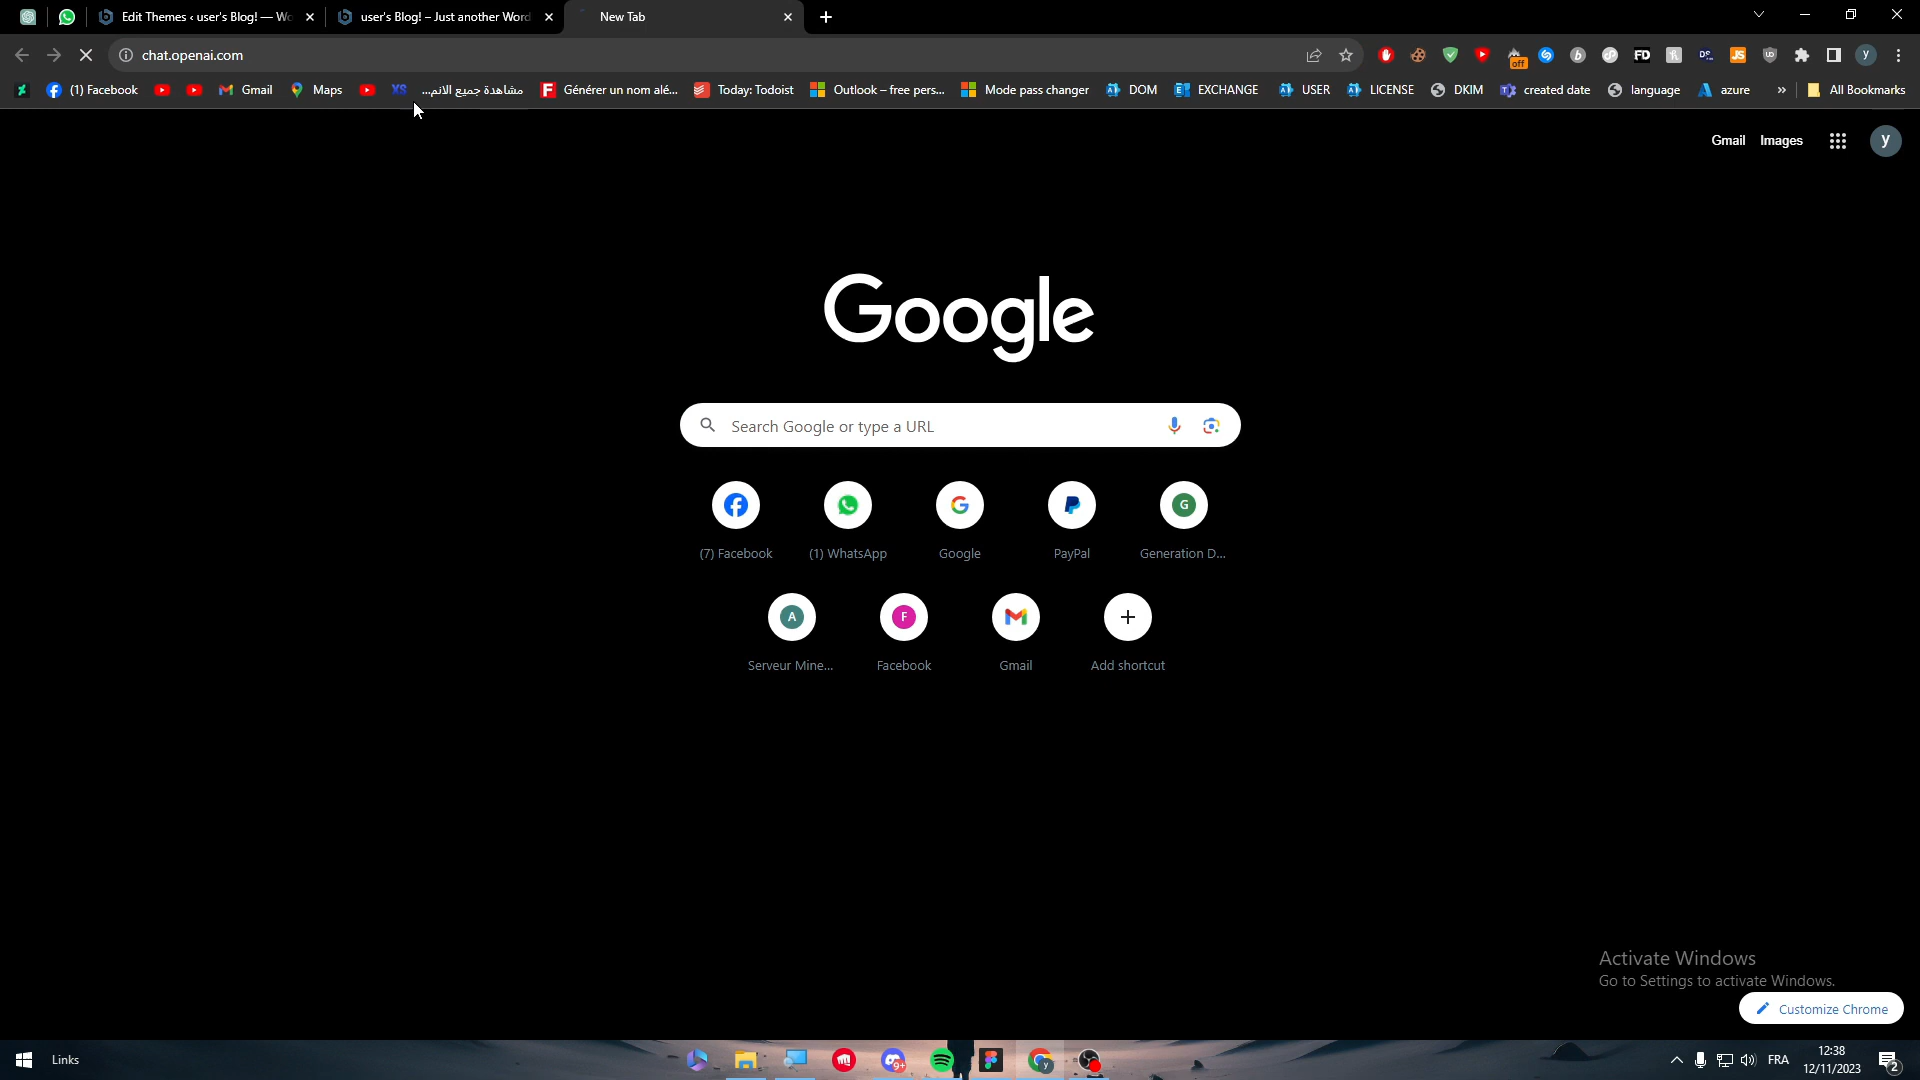 Edit Themes ‹ user's Blog! — Wo
user's Blog! – Just another Word
New Tab
chat.openai.com
off
(1) Facebook
Gmail
Maps
مشاهدة جميع الانم...
Générer un nom alé...
Today: Todoist
Outlook – free pers...
Mode pass changer
DOM
EXCHANGE
USER
LICENSE
DKIM
created date
language
azure
»
All Bookmarks
Gmail
Images
y
Google
Search Google or type a URL
(7) Facebook
(1) WhatsApp
Google
PayPal
G
Generation D...
A
Serveur Mine...
F
Facebook
Gmail
Add shortcut
Activate Windows
Go to Settings to activate Windows.
Customize Chrome
Links
9+
FRA
12:38
12/11/2023
2